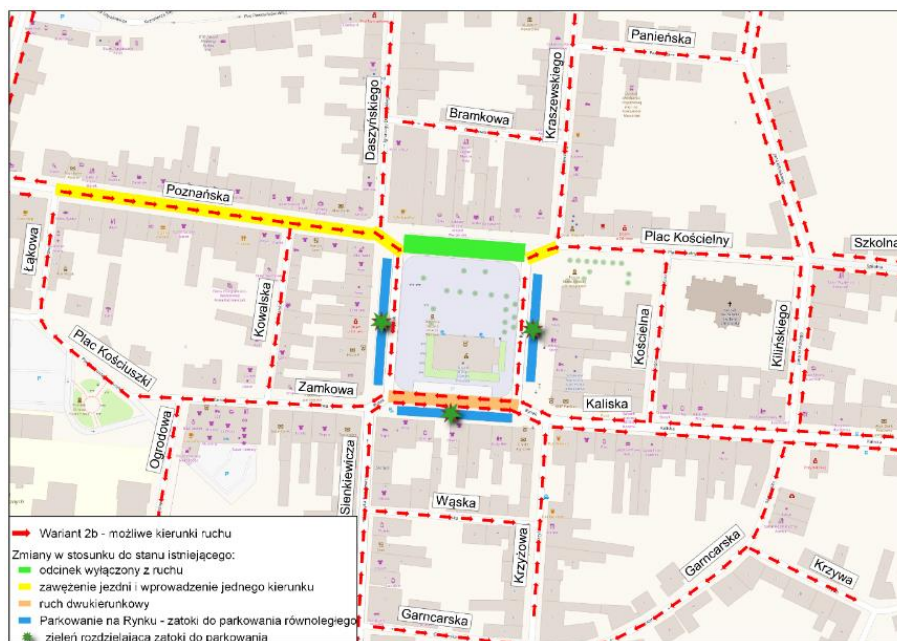 Panieńska
Kraszewskiego
Daszyńskiego
Bramkowa
Poznańska
Plac Kościelny
Szkolna
Łąkowa
Kowalska
Kościelna
Kilińskiego
Plac Kościuszki
Zamkowa
Kaliska
Ogrodowa
Sienkiewicza
Wąska
Krzyżowa
Garncarska
Krzywa
Garncarska
Wariant 2b - możliwe kierunki ruchu
Zmiany w stosunku do stanu istniejącego:
odcinek wyłączony z ruchu
zawężenie jezdni i wprowadzenie jednego kierunku
ruch dwukierunkowy
Parkowanie na Rynku - zatoki do parkowania równoległego
zieleń rozdzielająca zatoki do parkowania